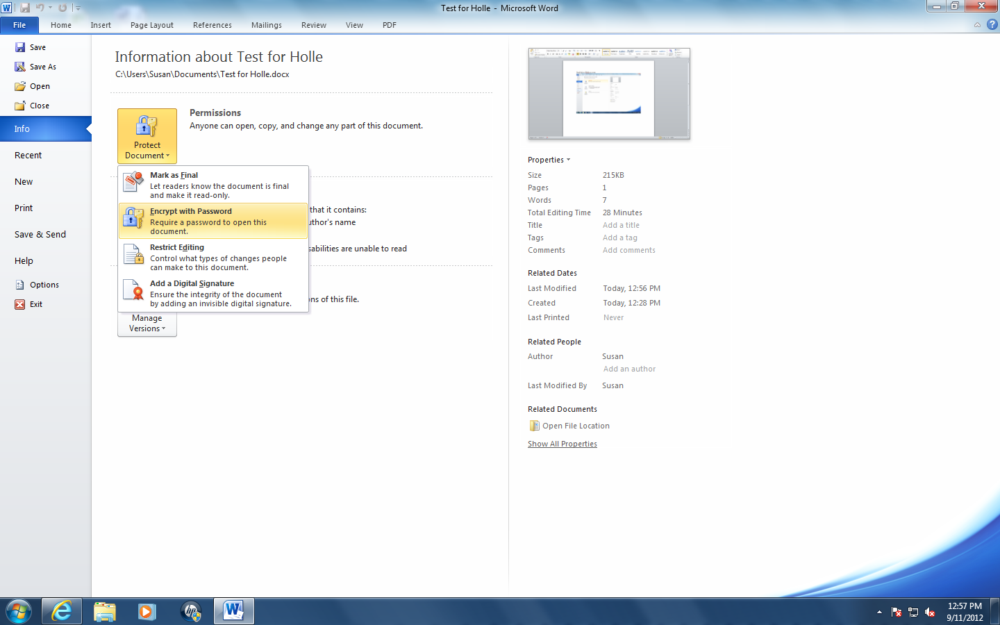 Test for Holle - Microsoft Word
File Home Insert Page Layout References Mailings Review View PDF
Save
Save As
Open
Close
Info
Recent
New
Print
Save & Send
Help
Options
Exit
Information about Test for Holle
C:\Users\Susan\Documents\Test for Holle.docx
Protect
Document
Permissions
Anyone can open, copy, and change any part of this document.
Mark as Final
Let readers know the document is final
and make it read-only.
Encrypt with Password
Require a password to open this
document.
Restrict Editing
Control what types of changes people
can make to this document.
Add a Digital Signature
Ensure the integrity of the document
by adding an invisible digital signature.
that it contains:
uthor's name
sabilities are unable to read
ns of this file.
Manage
Versions
Properties
Size 215KB
Pages 1
Words 7
Total Editing Time 28 Minutes
Title Add a title
Tags Add a tag
Comments Add comments
Related Dates
Last Modified Today, 12:56 PM
Created Today, 12:28 PM
Last Printed Never
Related People
Author Susan
Add an author
Last Modified By Susan
Related Documents
Open File Location
Show All Properties
12:57 PM
9/11/2012